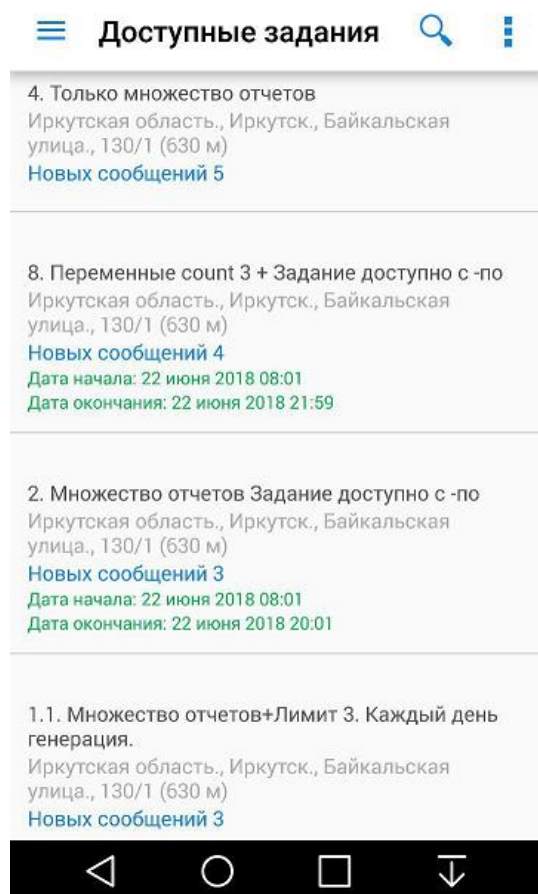 Доступные задания
4. Только множество отчетов
Иркутская область., Иркутск., Байкальская
улица., 130/1 (630 м)
Новых сообщений 5
8. Переменные count 3 + Задание доступно с -по
Иркутская область., Иркутск., Байкальская
улица., 130/1 (630 м)
Новых сообщений 4
Дата начала: 22 июня 2018 08:01
Дата окончания: 22 июня 2018 21:59
2. Множество отчетов Задание доступно с -по
Иркутская область., Иркутск., Байкальская
улица., 130/1 (630 м)
Новых сообщений 3
Дата начала: 22 июня 2018 08:01
Дата окончания: 22 июня 2018 20:01
1.1. Множество отчетов+Лимит 3. Каждый день
генерация.
Иркутская область., Иркутск., Байкальская
улица., 130/1 (630 м)
Новых сообщений 3